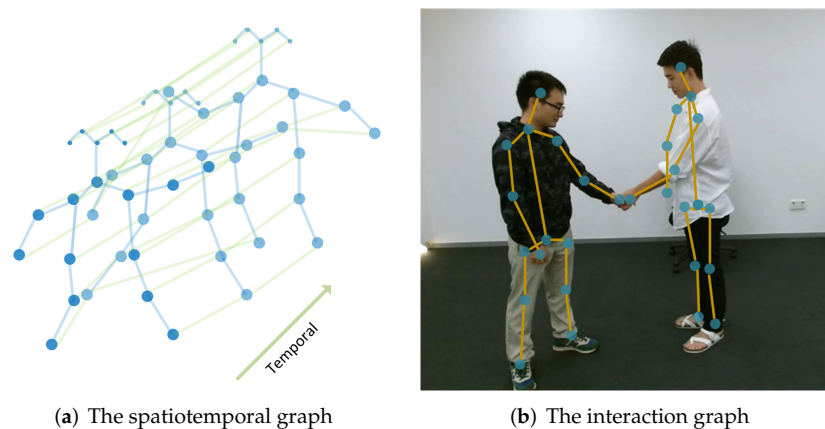 Temporal
(a) The spatiotemporal graph
(b) The interaction graph